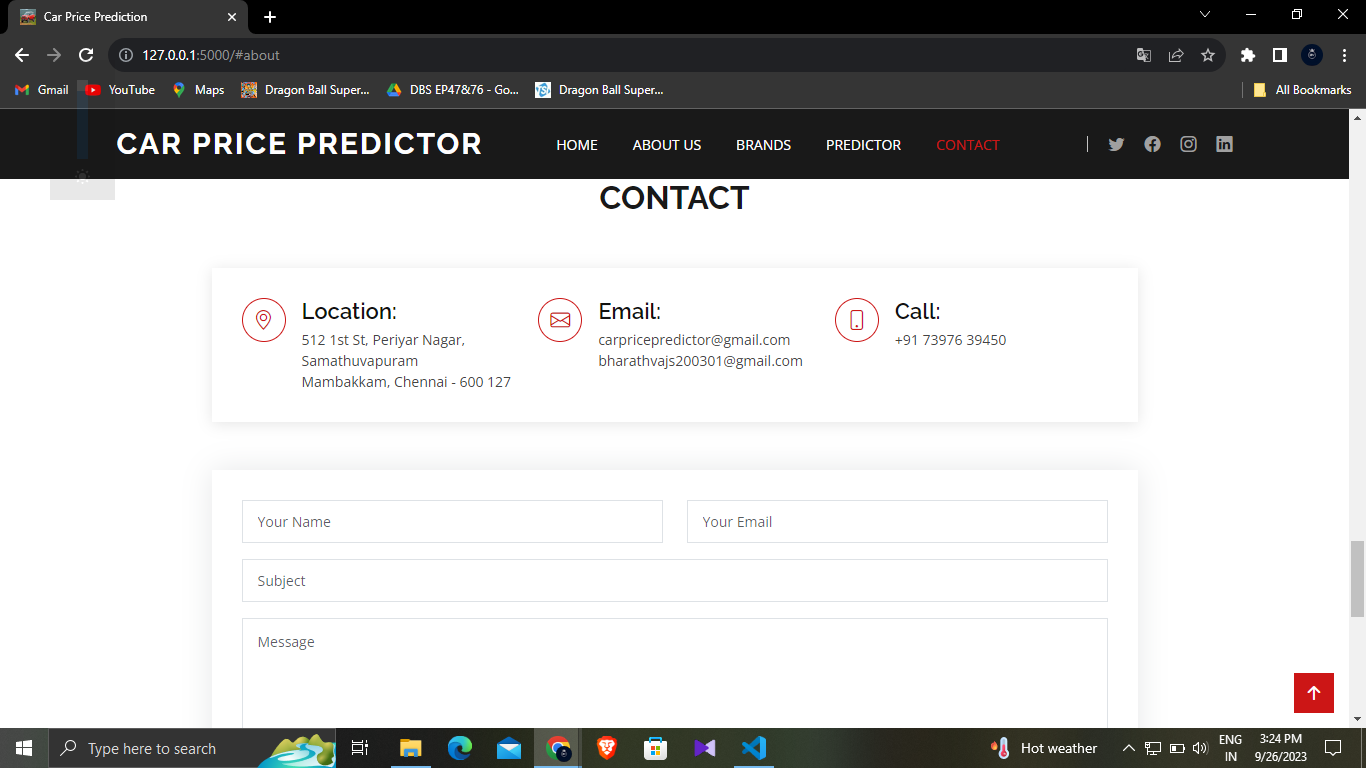 Car Price Prediction
127.0.0.1:5000/#about
Gmail YouTube Maps Dragon Ball Super... DBS EP47&76 - Go... Dragon Ball Super... All Bookmarks
CAR PRICE PREDICTOR HOME ABOUT US BRANDS PREDICTOR CONTACT
CONTACT
Location:
512 1st St, Periyar Nagar,
Samathuvapuram
Mambakkam, Chennai - 600 127
Email:
carpricepredictor@gmail.com
bharathvajs200301@gmail.com
Call:
+91 73976 39450
Your Name
Your Email
Subject
Message
Type here to search
Hot weather
ENG
IN
3:24 PM
9/26/2023